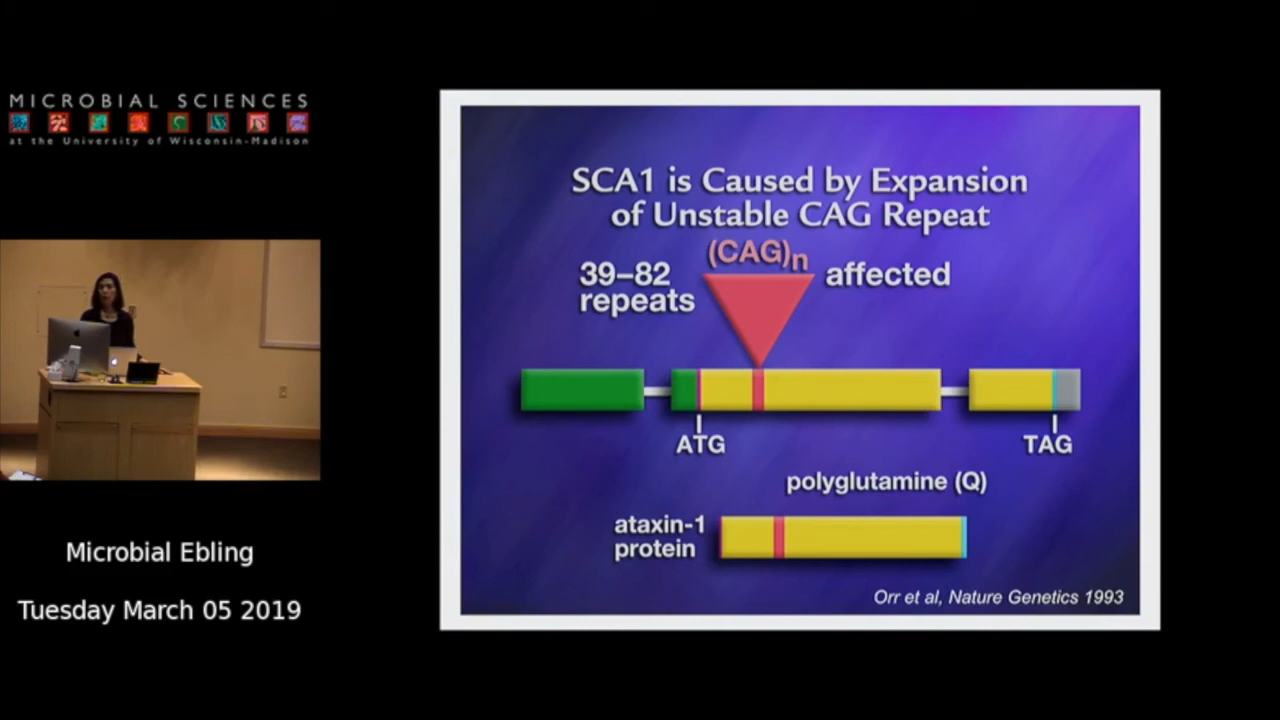 MICROBIAL SCIENCES
at the University of Wisconsin-Madison
Microbial Ebling
Tuesday March 05 2019
SCA1 is Caused by Expansion
of Unstable CAG Repeat
(CAG)n
39–82
repeats
affected
ATG
TAG
polyglutamine (Q)
ataxin-1
protein
Orr et al, Nature Genetics 1993